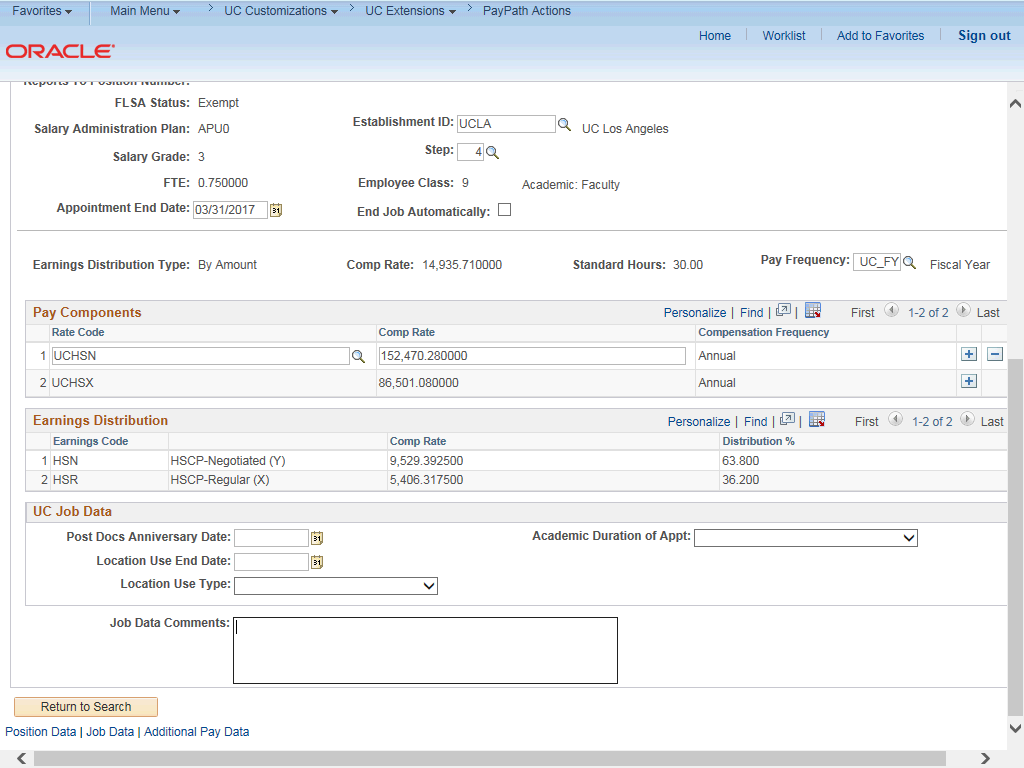 Favorites Main Menu > UC Customizations > UC Extensions > PayPath Actions
Home Worklist Add to Favorites Sign out
ORACLE
Reports To Position Number:
FLSA Status: Exempt
Salary Administration Plan: APU0 Establishment ID: UCLA UC Los Angeles
Salary Grade: 3 Step: 4
FTE: 0.750000 Employee Class: 9 Academic: Faculty
Appointment End Date: 03/31/2017 End Job Automatically:
Earnings Distribution Type: By Amount Comp Rate: 14,935.710000 Standard Hours: 30.00 Pay Frequency: UC_FY Fiscal Year
Pay Components Personalize | Find | | First 1-2 of 2 Last
Rate Code Comp Rate Compensation Frequency
1 UCHSN 152,470.280000 Annual
2 UCHSX 86,501.080000 Annual
Earnings Distribution Personalize | Find | | First 1-2 of 2 Last
Earnings Code Comp Rate Distribution %
1 HSN HSCP-Negotiated (Y) 9,529.392500 63.800
2 HSR HSCP-Regular (X) 5,406.317500 36.200
UC Job Data
Post Docs Anniversary Date: Academic Duration of Appt:
Location Use End Date:
Location Use Type:
Job Data Comments:
Return to Search
Position Data | Job Data | Additional Pay Data